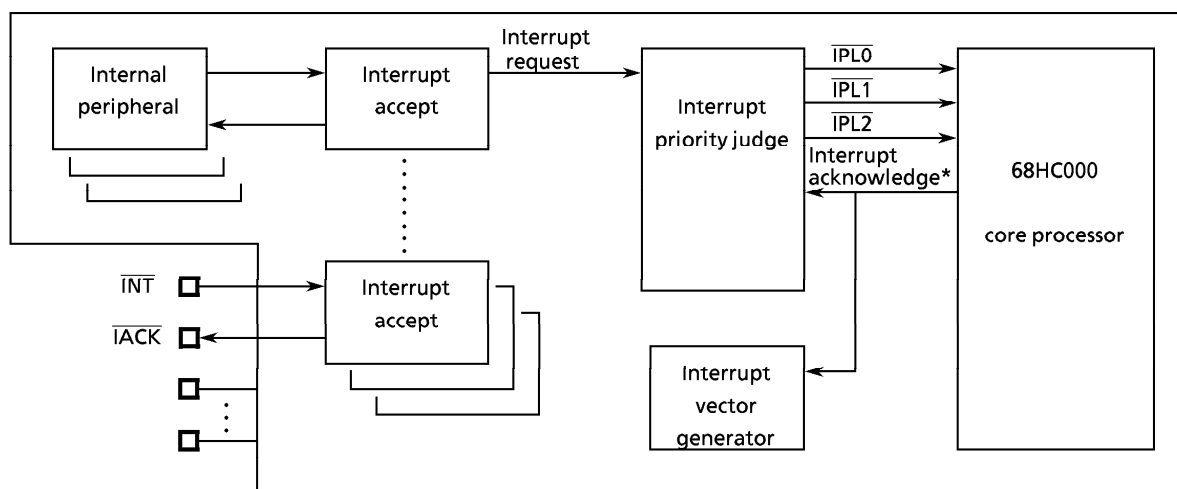 Internal
peripheral
Interrupt
accept
Interrupt
request
Interrupt
priority judge
IPL0
IPL1
IPL2
Interrupt
acknowledge*
68HC000
core processor
INT
IACK
Interrupt
accept
Interrupt
vector
generator